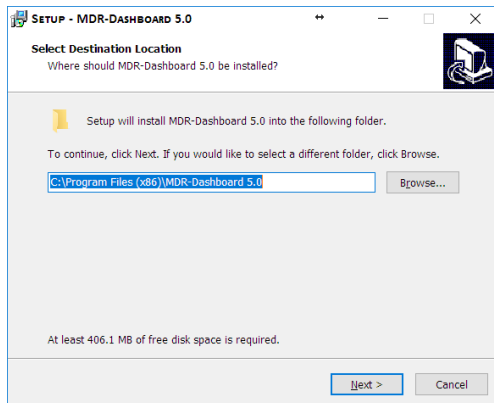 Setup - MDR-Dashboard 5.0
Select Destination Location
Where should MDR-Dashboard 5.0 be installed?
Setup will install MDR-Dashboard 5.0 into the following folder.
To continue, click Next. If you would like to select a different folder, click Browse.
C:\Program Files (x86)\MDR-Dashboard 5.0
Browse...
At least 406.1 MB of free disk space is required.
Next >
Cancel